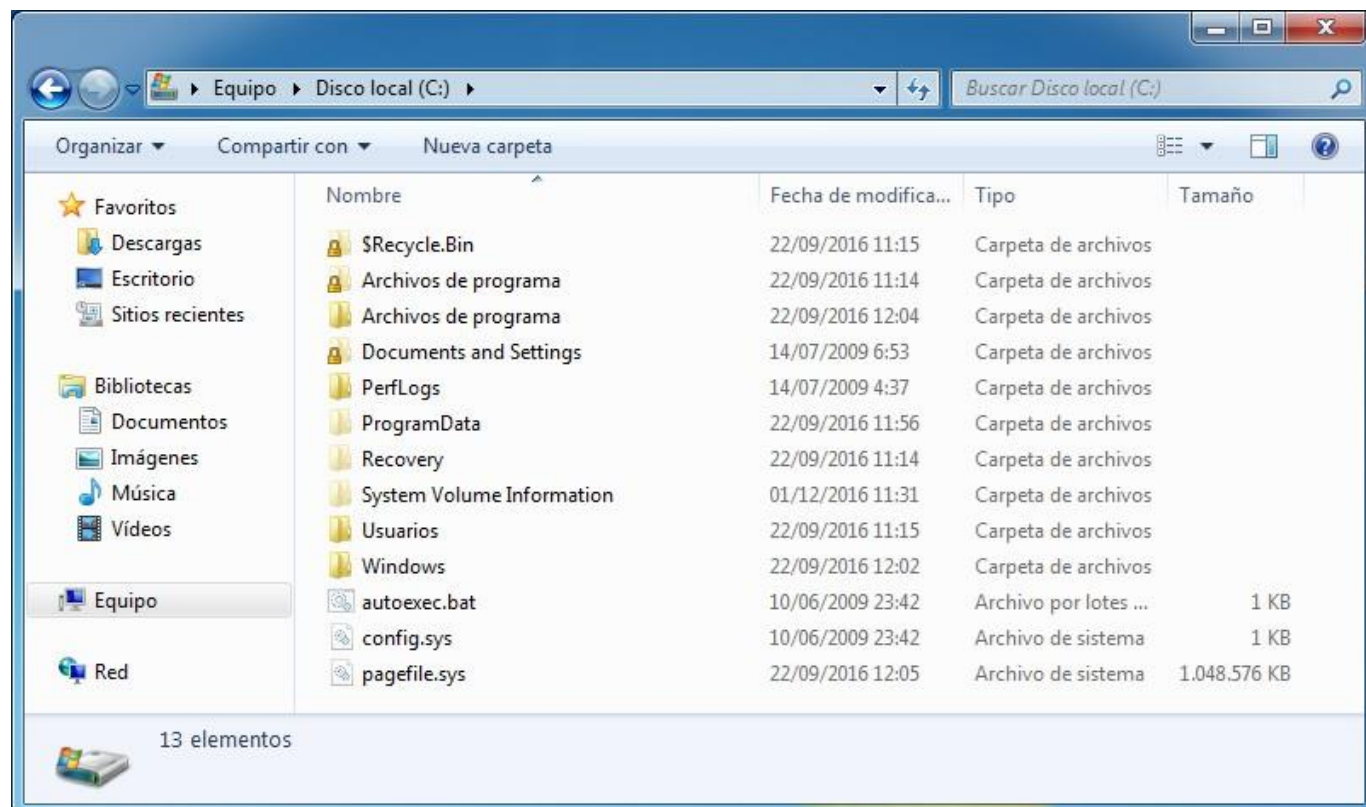 Equipo Disco local (C:) Buscar Disco local (C:)
Organizar Compartir con Nueva carpeta
Favoritos
Descargas
Escritorio
Sitios recientes
Bibliotecas
Documentos
Imágenes
Música
Vídeos
Equipo
Red
Nombre Fecha de modifica... Tipo Tamaño
$Recycle.Bin 22/09/2016 11:15 Carpeta de archivos
Archivos de programa 22/09/2016 11:14 Carpeta de archivos
Archivos de programa 22/09/2016 12:04 Carpeta de archivos
Documents and Settings 14/07/2009 6:53 Carpeta de archivos
PerfLogs 14/07/2009 4:37 Carpeta de archivos
ProgramData 22/09/2016 11:56 Carpeta de archivos
Recovery 22/09/2016 11:14 Carpeta de archivos
System Volume Information 01/12/2016 11:31 Carpeta de archivos
Usuarios 22/09/2016 11:15 Carpeta de archivos
Windows 22/09/2016 12:02 Carpeta de archivos
autoexec.bat 10/06/2009 23:42 Archivo por lotes ... 1 KB
config.sys 10/06/2009 23:42 Archivo de sistema 1 KB
pagefile.sys 22/09/2016 12:05 Archivo de sistema 1.048.576 KB
13 elementos